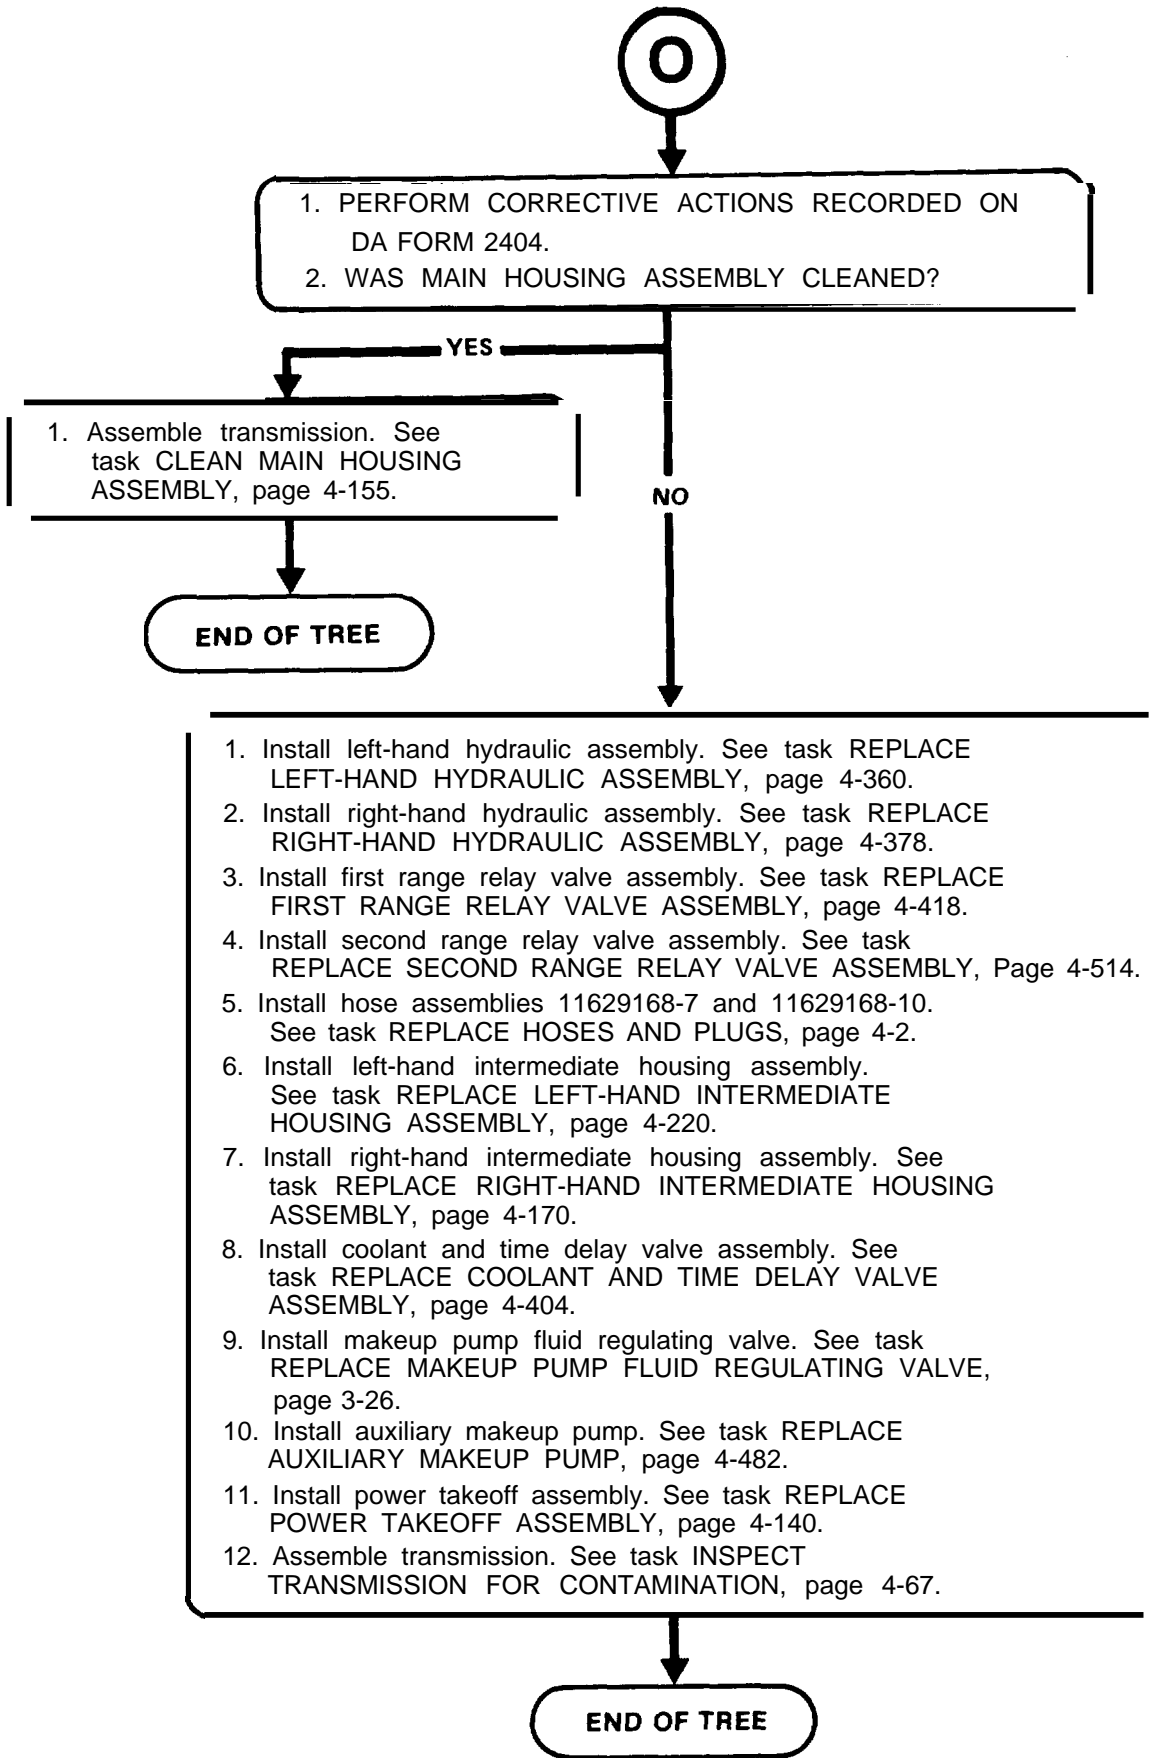 O
1. PERFORM CORRECTIVE ACTIONS RECORDED ON
DA FORM 2404.
2. WAS MAIN HOUSING ASSEMBLY CLEANED?
YES
1. Assemble transmission. See
task CLEAN MAIN HOUSING
ASSEMBLY, page 4-155.
NO
END OF TREE
1. Install left-hand hydraulic assembly. See task REPLACE
LEFT-HAND HYDRAULIC ASSEMBLY, page 4-360.
2. Install right-hand hydraulic assembly. See task REPLACE
RIGHT-HAND HYDRAULIC ASSEMBLY, page 4-378.
3. Install first range relay valve assembly. See task REPLACE
FIRST RANGE RELAY VALVE ASSEMBLY, page 4-418.
4. Install second range relay valve assembly. See task
REPLACE SECOND RANGE RELAY VALVE ASSEMBLY, Page 4-514.
5. Install hose assemblies 11629168-7 and 11629168-10.
See task REPLACE HOSES AND PLUGS, page 4-2.
6. Install left-hand intermediate housing assembly.
See task REPLACE LEFT-HAND INTERMEDIATE
HOUSING ASSEMBLY, page 4-220.
7. Install right-hand intermediate housing assembly. See
task REPLACE RIGHT-HAND INTERMEDIATE HOUSING
ASSEMBLY, page 4-170.
8. Install coolant and time delay valve assembly. See
task REPLACE COOLANT AND TIME DELAY VALVE
ASSEMBLY, page 4-404.
9. Install makeup pump fluid regulating valve. See task
REPLACE MAKEUP PUMP FLUID REGULATING VALVE,
page 3-26.
10. Install auxiliary makeup pump. See task REPLACE
AUXILIARY MAKEUP PUMP, page 4-482.
11. Install power takeoff assembly. See task REPLACE
POWER TAKEOFF ASSEMBLY, page 4-140.
12. Assemble transmission. See task INSPECT
TRANSMISSION FOR CONTAMINATION, page 4-67.
END OF TREE